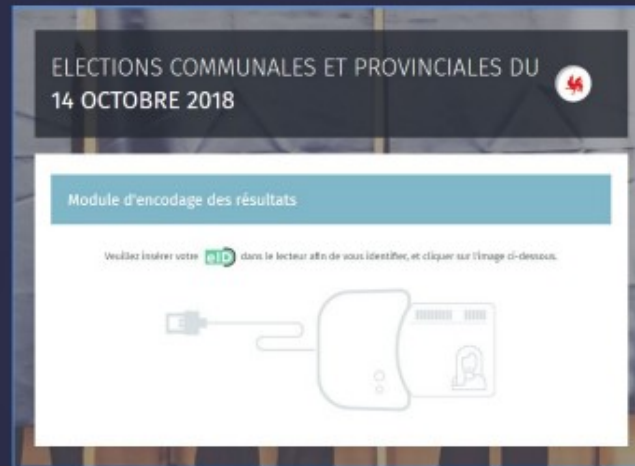 ELECTIONS COMMUNALES ET PROVINCIALES DU
14 OCTOBRE 2018
Module d'encodage des résultats
Veuillez insérer votre eID dans le lecteur afin de vous identifier, et cliquer sur l'image ci-dessous.